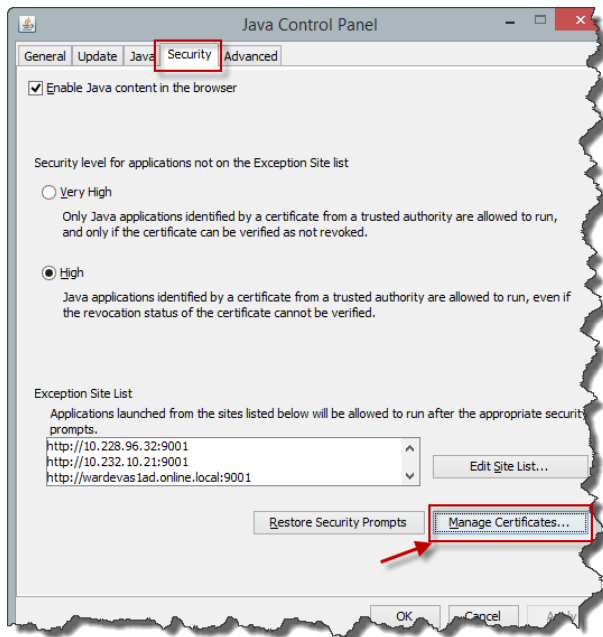 Java Control Panel
General Update Java Security Advanced
Enable Java content in the browser
Security level for applications not on the Exception Site list
Very High
Only Java applications identified by a certificate from a trusted authority are allowed to run,
and only if the certificate can be verified as not revoked.
High
Java applications identified by a certificate from a trusted authority are allowed to run, even if
the revocation status of the certificate cannot be verified.
Exception Site List
Applications launched from the sites listed below will be allowed to run after the appropriate security
prompts.
http://10.228.96.32:9001
http://10.232.10.21:9001
http://wardevas1ad.online.local:9001
Edit Site List...
Restore Security Prompts Manage Certificates...
OK Cancel